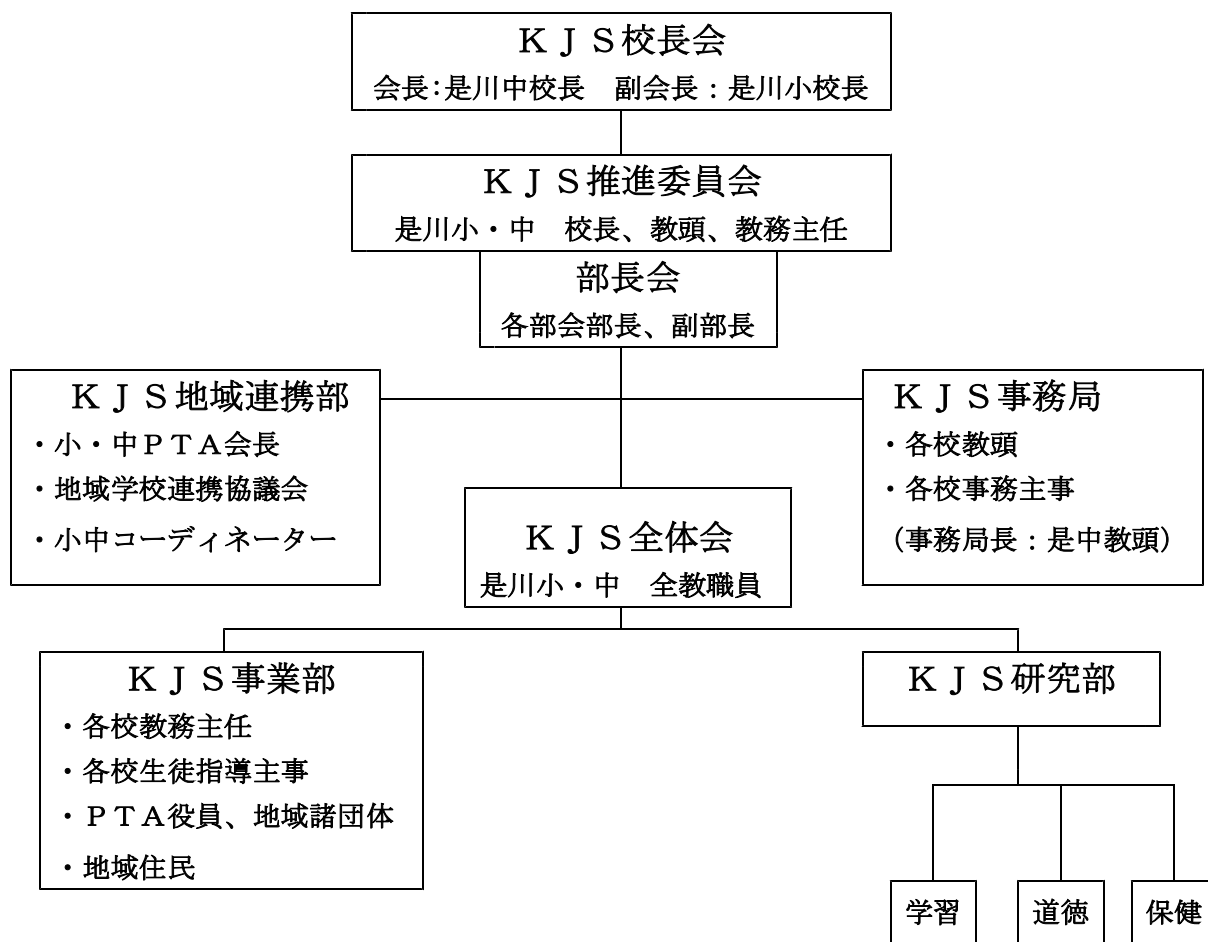 ＫＪＳ校長会
会長：是川中校長　副会長：是川小校長
ＫＪＳ推進委員会
是川小・中　校長、教頭、教務主任
部長会
各部会部長、副部長
ＫＪＳ地域連携部
・小・中ＰＴＡ会長
・地域学校連携協議会
・小中コーディネーター
ＫＪＳ事務局
・各校教頭
・各校事務主事
（事務局長：是中教頭）
ＫＪＳ全体会
是川小・中　全教職員
ＫＪＳ事業部
・各校教務主任
・各校生徒指導主事
・ＰＴＡ役員、地域諸団体
・地域住民
ＫＪＳ研究部
学習
道徳
保健